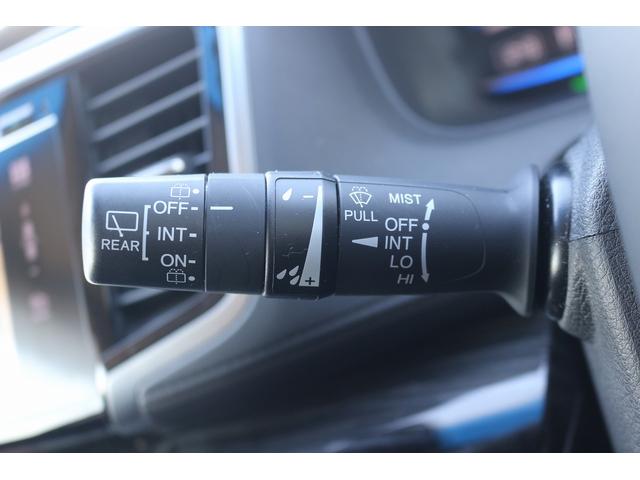 REAR
OFF
INT
ON
−
+
PULL
MIST
OFF
INT
LO
HI